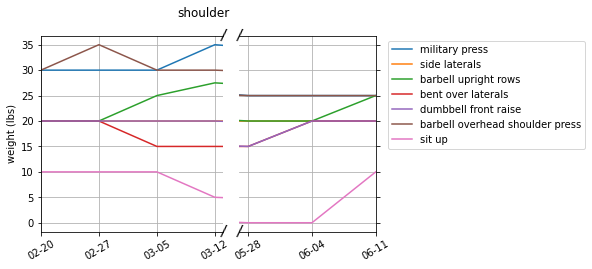 shoulder
weight (lbs)
35
30
25
20
15
10
5
0
02-20
02-27
03-05
03-12
05-28
06-04
06-11
military press
side laterals
barbell upright rows
bent over laterals
dumbbell front raise
barbell overhead shoulder press
sit up